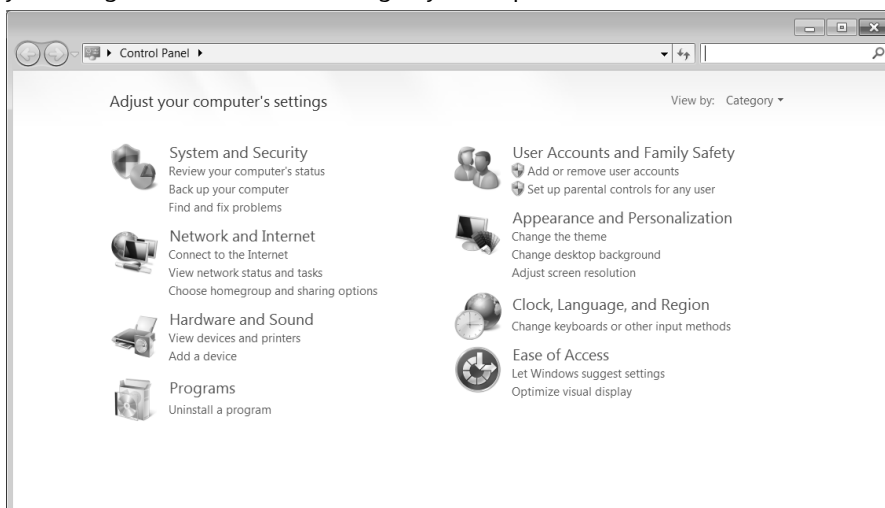 Control Panel
Adjust your computer's settings
View by: Category
System and Security
Review your computer's status
Back up your computer
Find and fix problems
Network and Internet
Connect to the Internet
View network status and tasks
Choose homegroup and sharing options
Hardware and Sound
View devices and printers
Add a device
Programs
Uninstall a program
User Accounts and Family Safety
Add or remove user accounts
Set up parental controls for any user
Appearance and Personalization
Change the theme
Change desktop background
Adjust screen resolution
Clock, Language, and Region
Change keyboards or other input methods
Ease of Access
Let Windows suggest settings
Optimize visual display